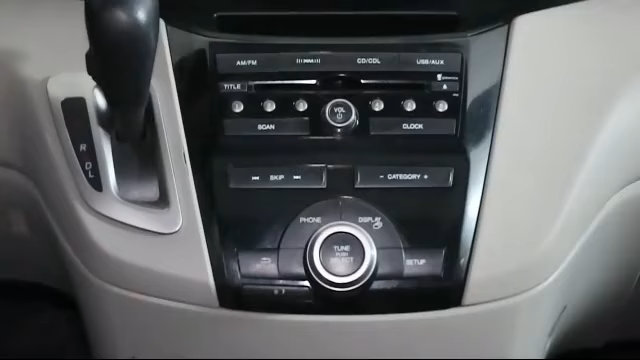 AM/FM CD/CDL USB/AUX
TITLE
VOL
SCAN CLOCK
SKIP - CATEGORY +
R
D
L
PHONE DISPLAY
TUNE
PUSH
SELECT
SETUP